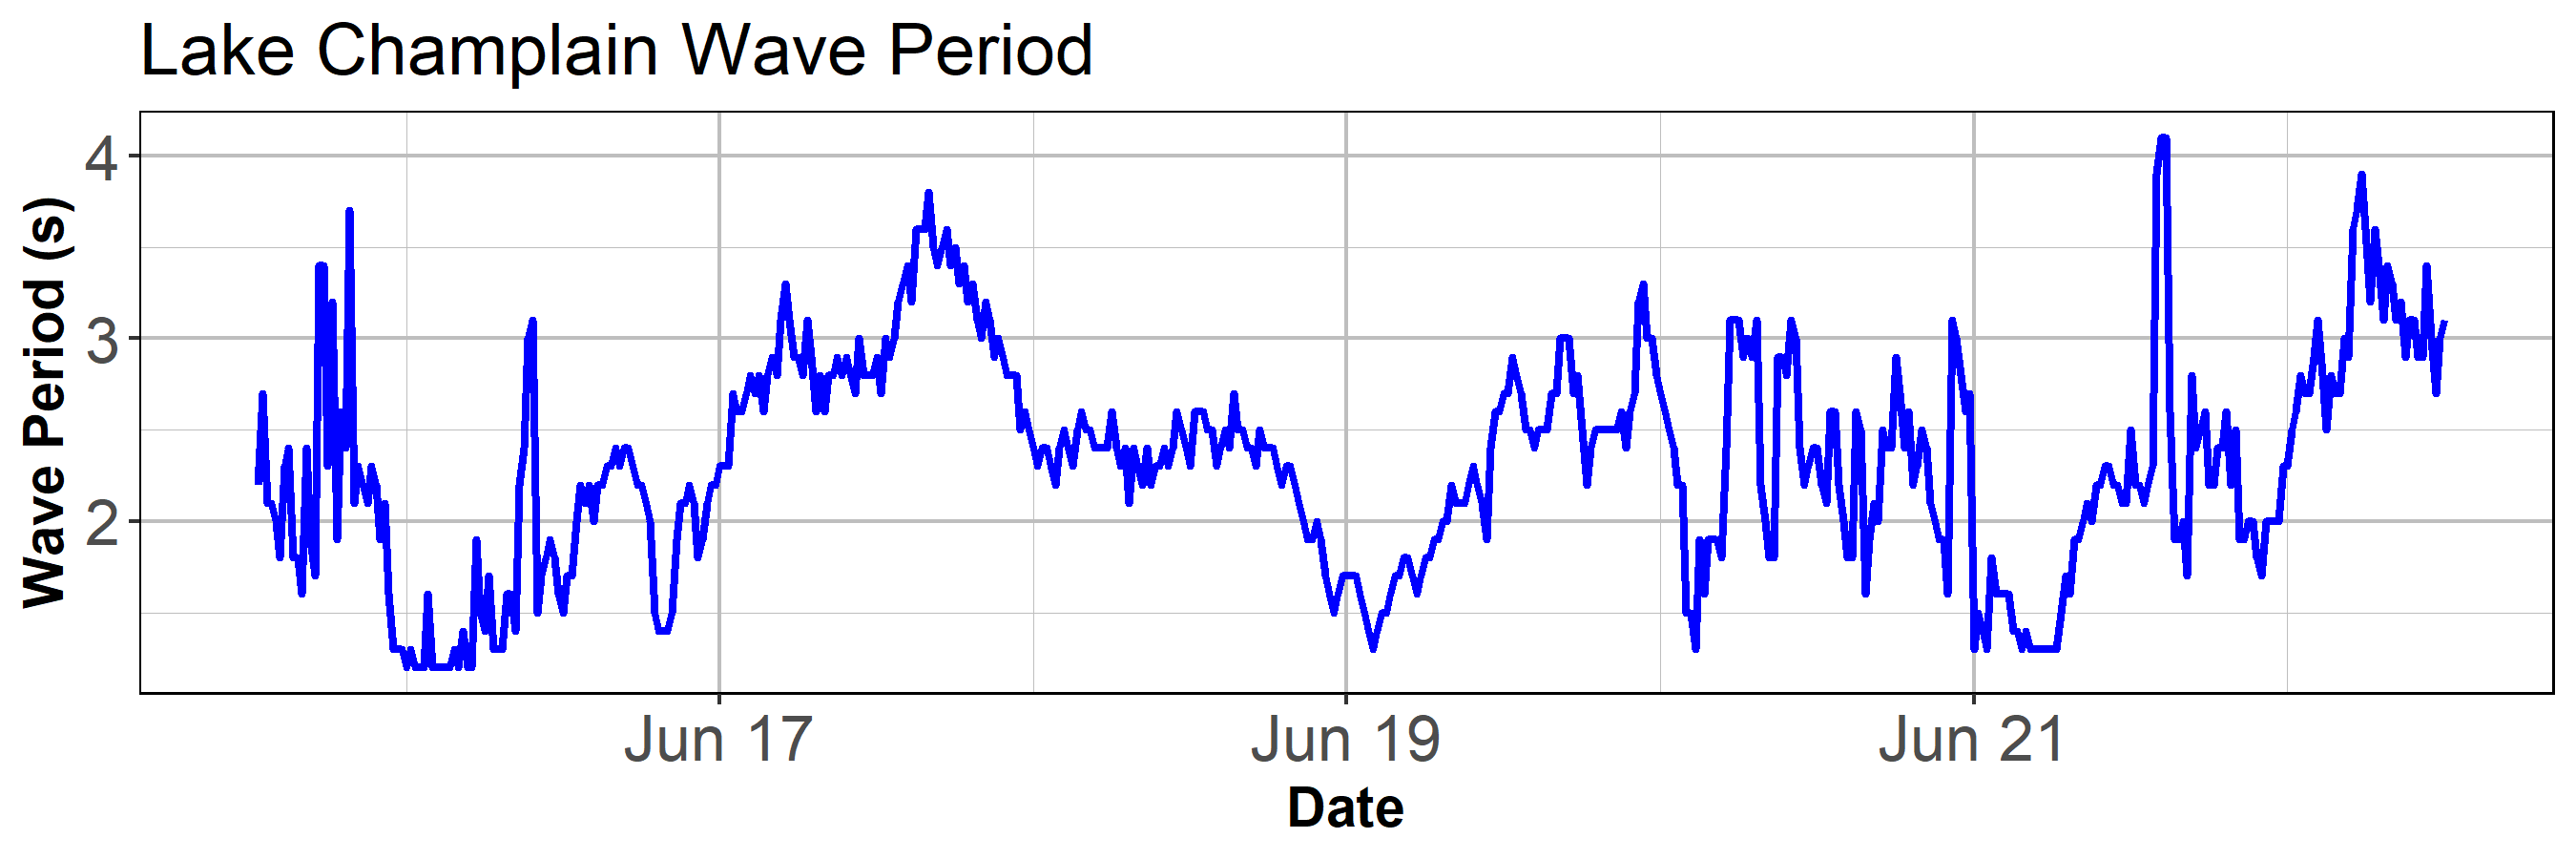 Lake Champlain Wave Period
Wave Period (s)
4
3
2
Jun 17
Jun 19
Jun 21
Date